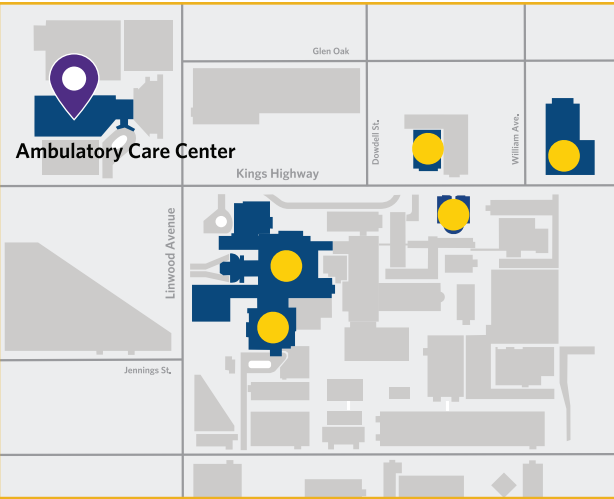 Glen Oak
Dowdell St.
William Ave.
Ambulatory Care Center
Kings Highway
Linwood Avenue
Jennings St.